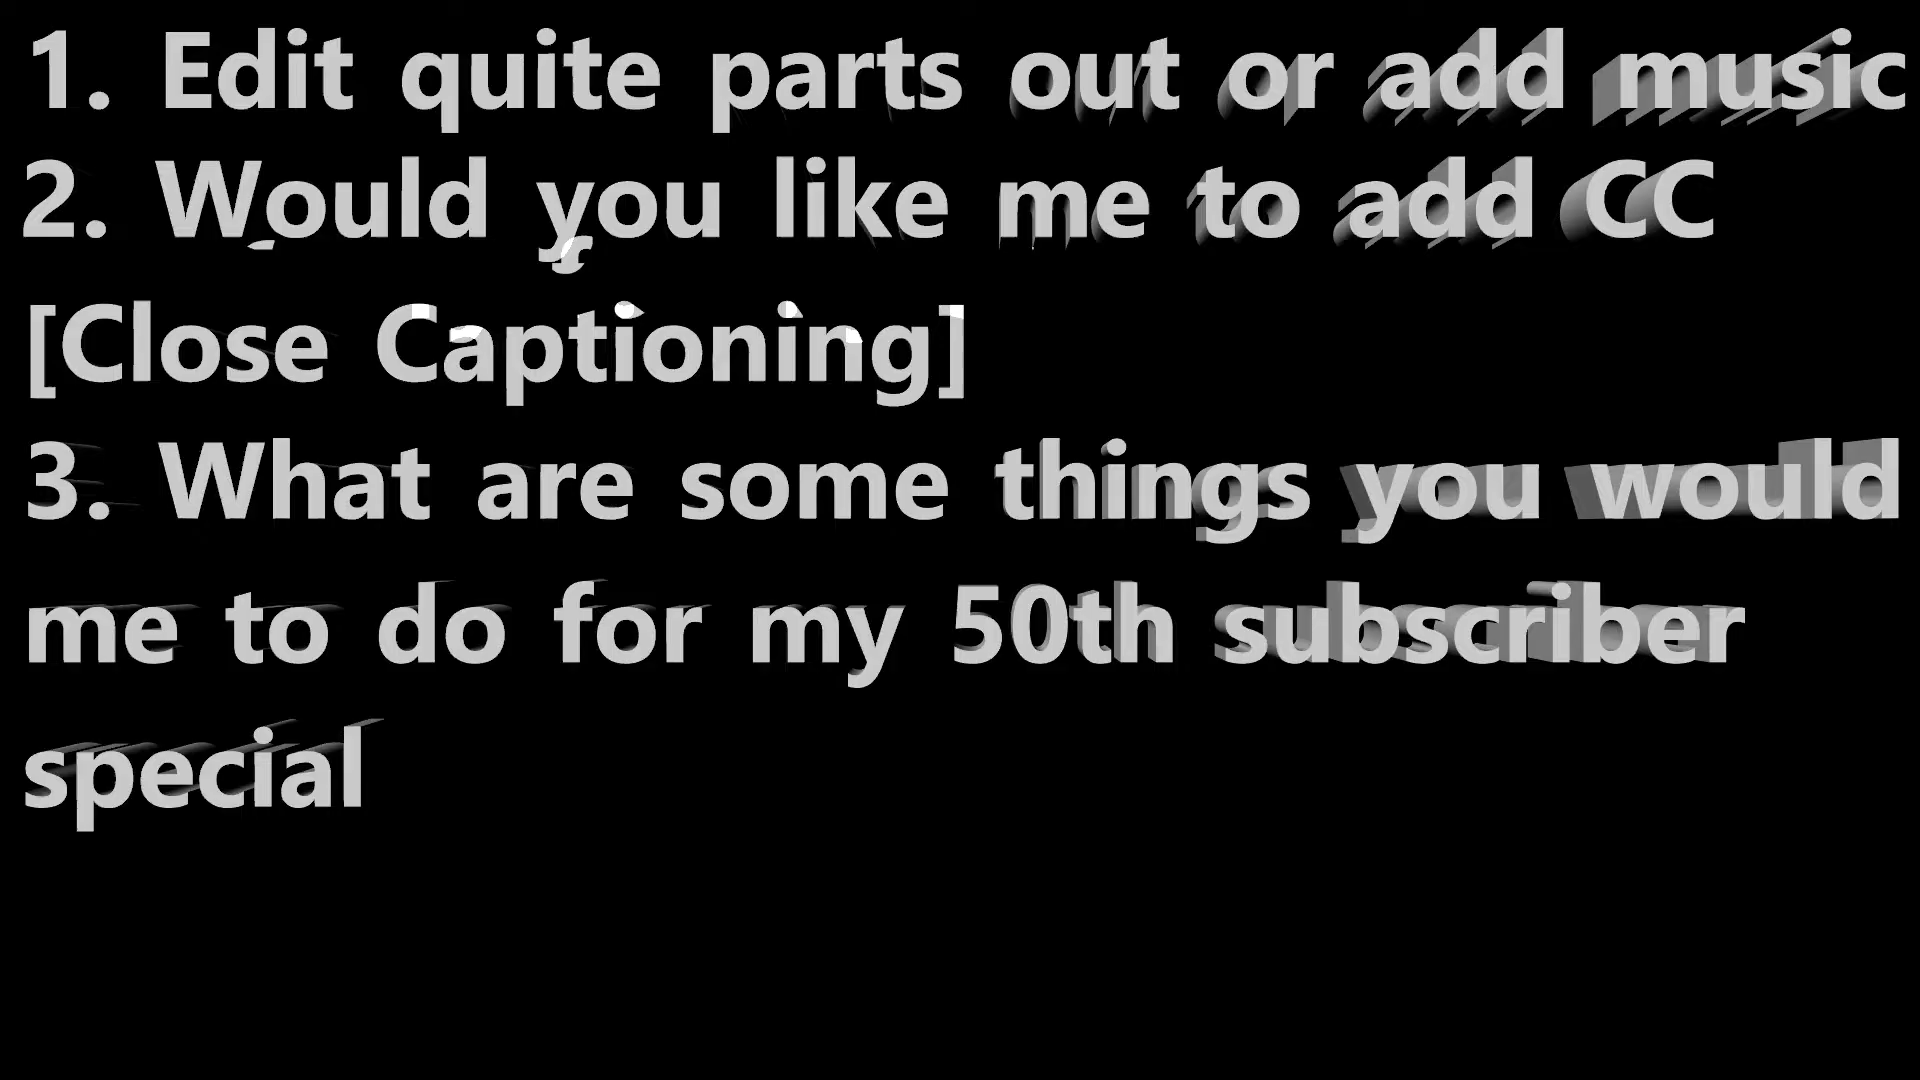 1. Edit quite parts out or add music
2. Would you like me to add CC
[Close Captioning]
3. What are some things you would
me to do for my 50th subscriber
special